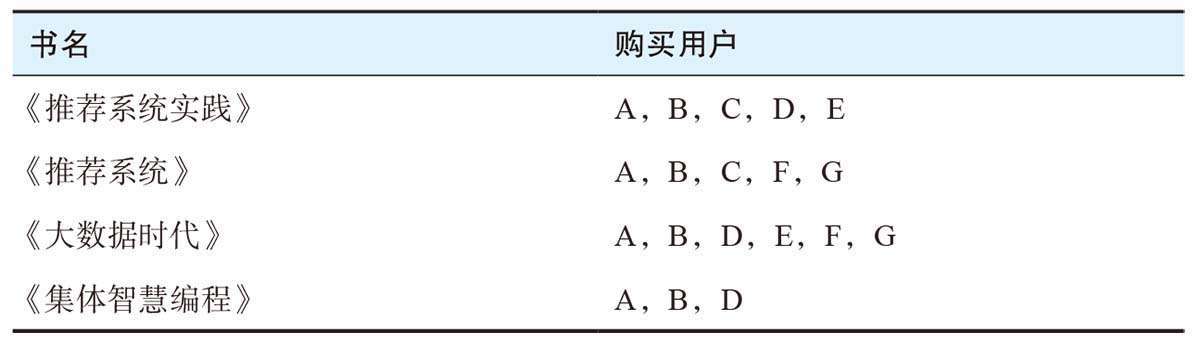 书名 购买用户
《推荐系统实践》 A，B，C，D，E
《推荐系统》 A，B，C，F，G
《大数据时代》 A，B，D，E，F，G
《集体智慧编程》 A，B，D